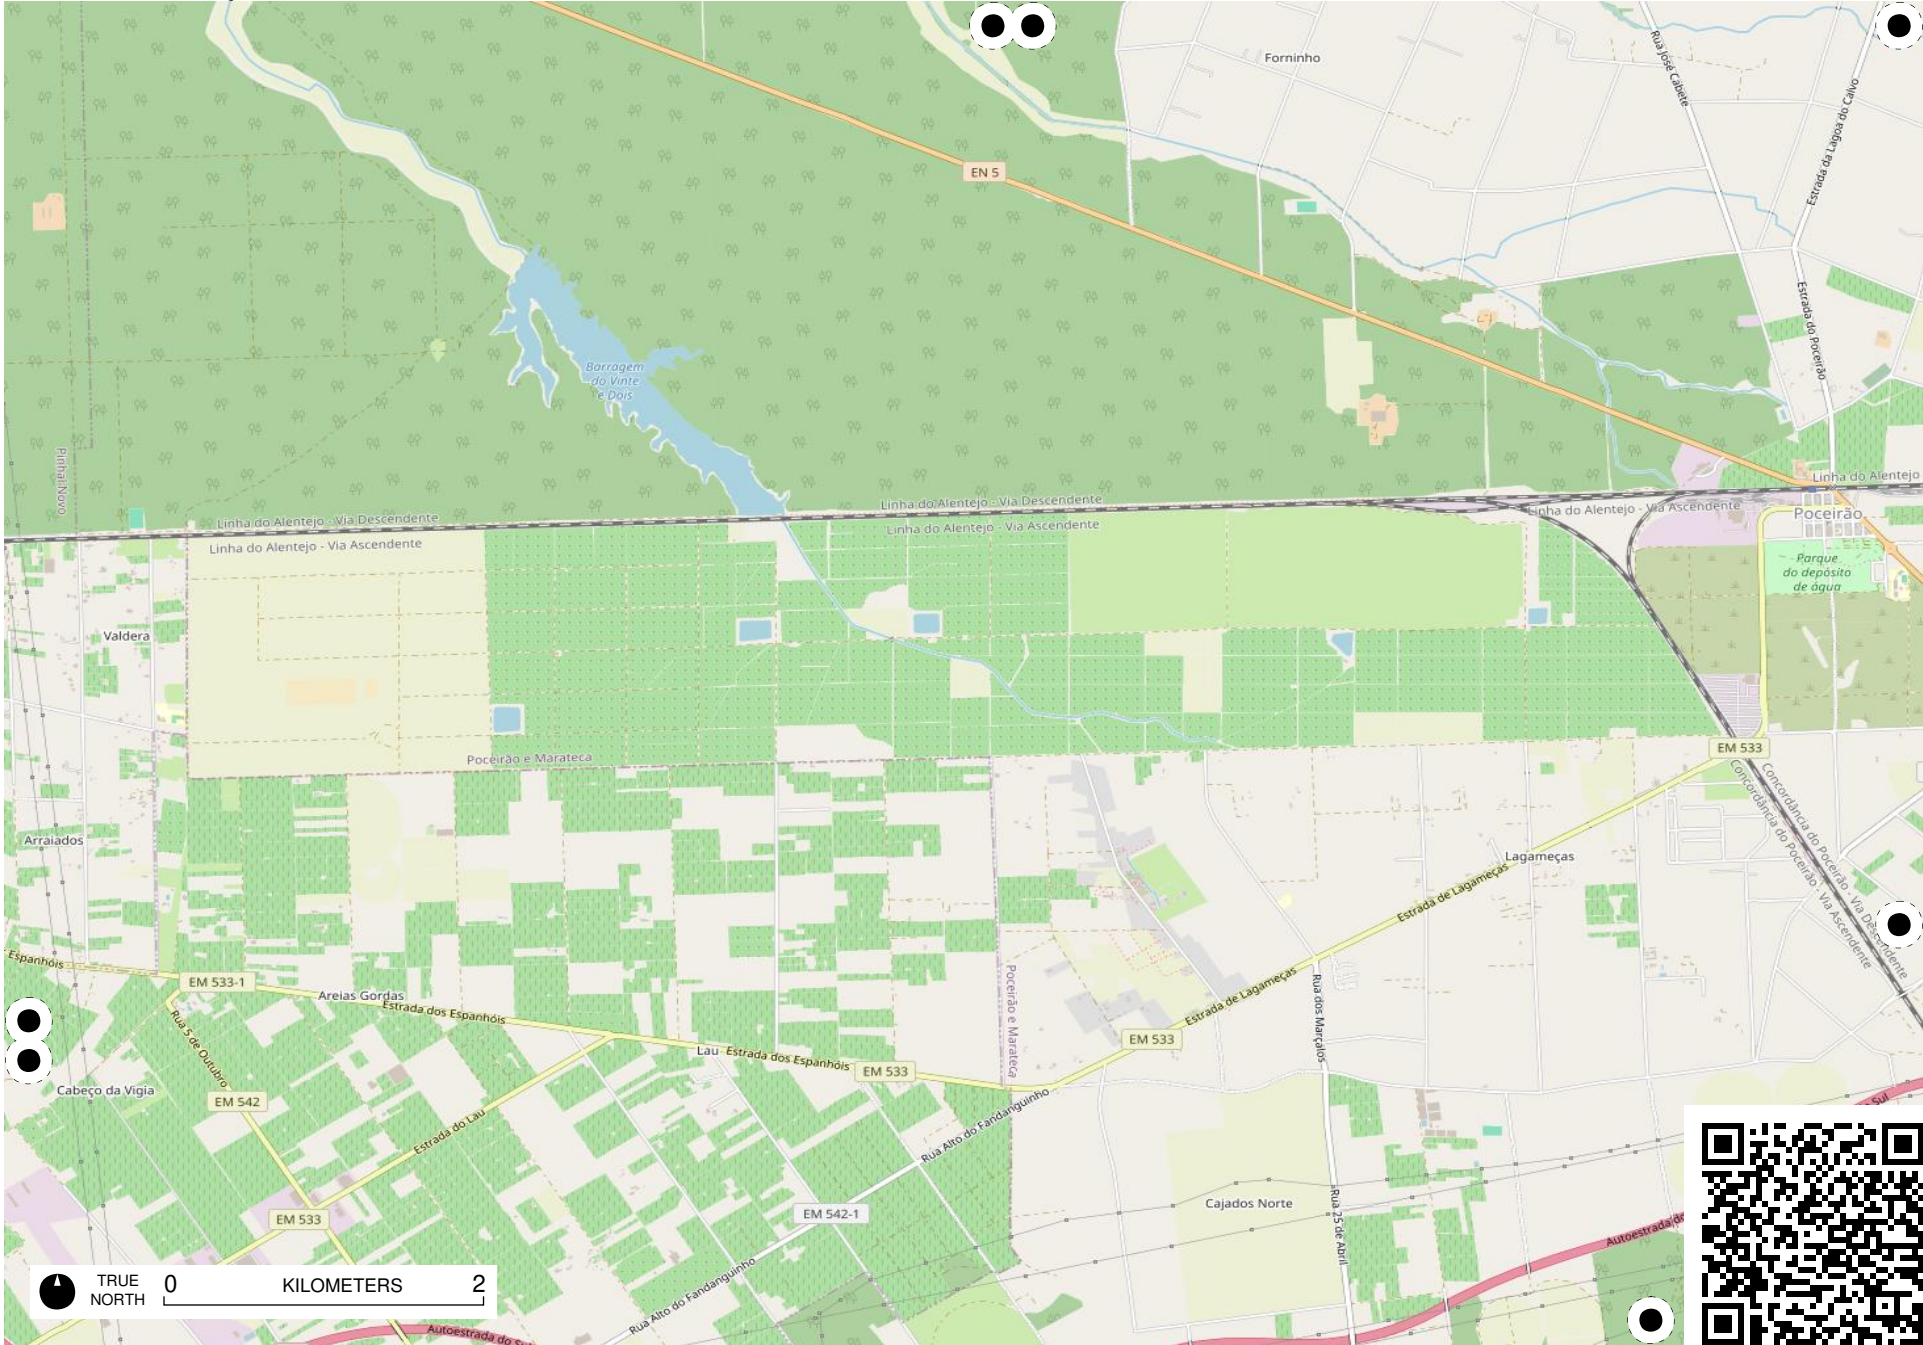 Forninho
Rua José Cabete
Estrada da Lagoa do Calvo
EN 5
Estrada do Poceirão
Barragem
do Vinte
e Dois
Pinhal Novo
Linha do Alentejo
Linha do Alentejo - Via Descendente
Linha do Alentejo - Via Descendente
Linha do Alentejo - Via Ascendente
Linha do Alentejo - Via Ascendente
Linha do Alentejo - Via Ascendente
Poceirão
Parque
do depósito
de água
Valdera
EM 533
Poceirão e Marateca
Concordância do Poceirão - Via Descendente
Concordância do Poceirão - Via Ascendente
Arraiados
Lagameças
Estrada de Lagameças
Espanhóis
EM 533-1
Areias Gordas
Estrada dos Espanhóis
Poceirão e Marateca
Estrada de Lagameças
Rua dos Marçalos
Rua 5 de Outubro
EM 533
Lau
Estrada dos Espanhóis
EM 533
Cabeço da Vigia
EM 542
Estrada do Lau
Rua Alto do Fandanguinho
Sul
Cajados Norte
Rua 25 de Abril
EM 542-1
EM 533
Autoestrada do
Rua Alto do Fandanguinho
Autoestrada do Sul
TRUE
NORTH
0 KILOMETERS 2